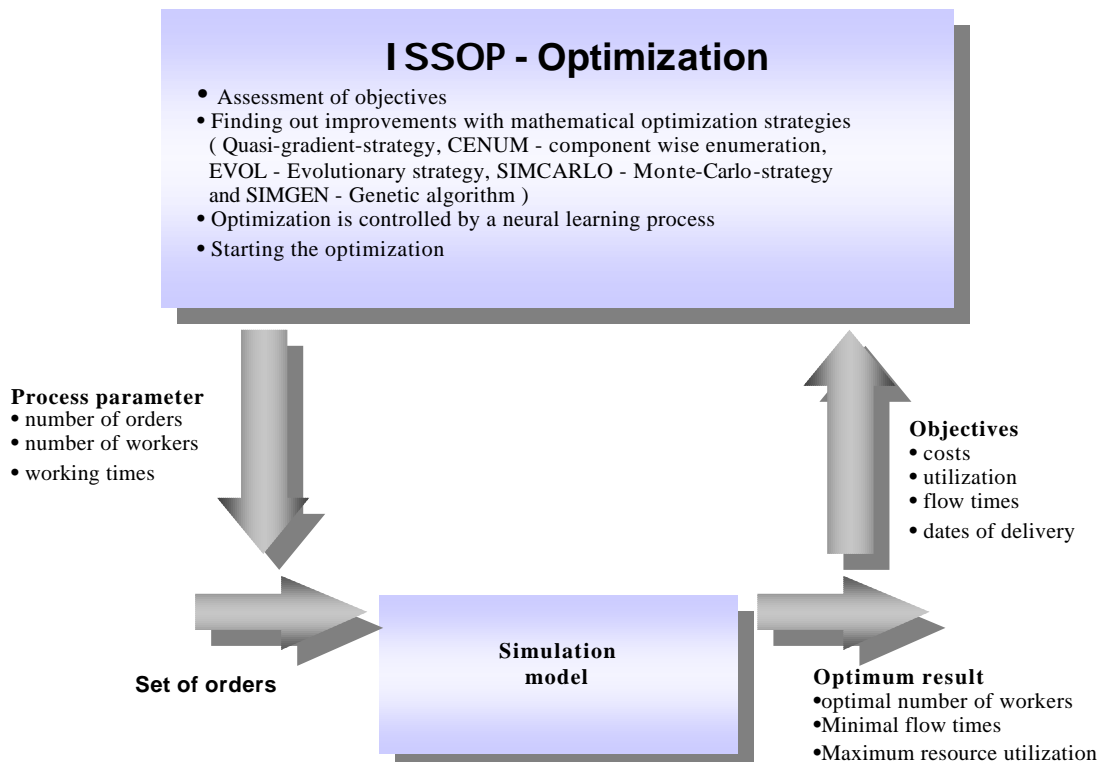 ISSOP - Optimization
• Assessment of objectives
• Finding out improvements with mathematical optimization strategies
( Quasi-gradient-strategy, CENUM - component wise enumeration,
EVOL - Evolutionary strategy, SIMCARLO - Monte-Carlo-strategy
and SIMGEN - Genetic algorithm )
• Optimization is controlled by a neural learning process
• Starting the optimization
Process parameter
• number of orders
• number of workers
• working times
Objectives
• costs
• utilization
• flow times
• dates of delivery
Set of orders
Simulation
model
Optimum result
•optimal number of workers
•Minimal flow times
•Maximum resource utilization